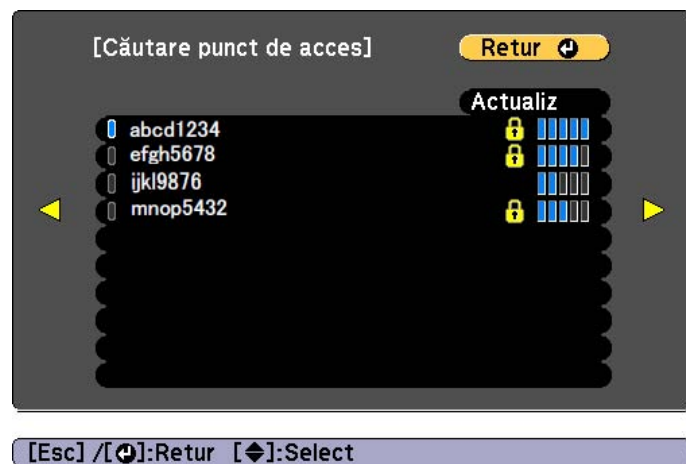 [Căutare punct de acces]
Retur
Actualiz
abcd1234
efgh5678
ijkl9876
mnop5432
[Esc] /[]:Retur []:Select